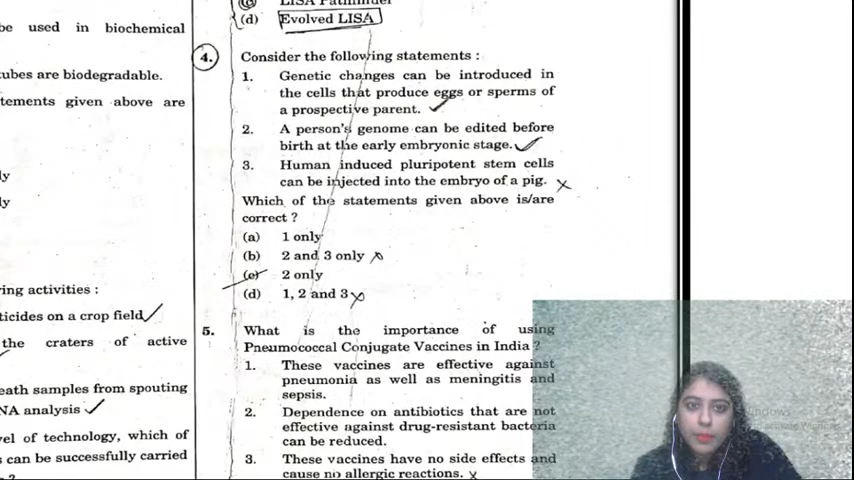 be used in biochemical
tubes are biodegradable.
tements given above are
ly
ly
ing activities :
ticides on a crop field
the craters of active
eath samples from spouting
NA analysis
el of technology, which of
s can be successfully carried
(c) LISA Pathfinder
(d) Evolved LISA
4. Consider the following statements :
1. Genetic changes can be introduced in
the cells that produce eggs or sperms of
a prospective parent.
2. A person's genome can be edited before
birth at the early embryonic stage.
3. Human induced pluripotent stem cells
can be injected into the embryo of a pig.
Which of the statements given above is/are
correct ?
(a) 1 only
(b) 2 and 3 only
(c) 2 only
(d) 1, 2 and 3
5. What is the importance of using
Pneumococcal Conjugate Vaccines in India ?
1. These vaccines are effective against
pneumonia as well as meningitis and
sepsis.
2. Dependence on antibiotics that are not
effective against drug-resistant bacteria
can be reduced.
3. These vaccines have no side effects and
cause no allergic reactions.